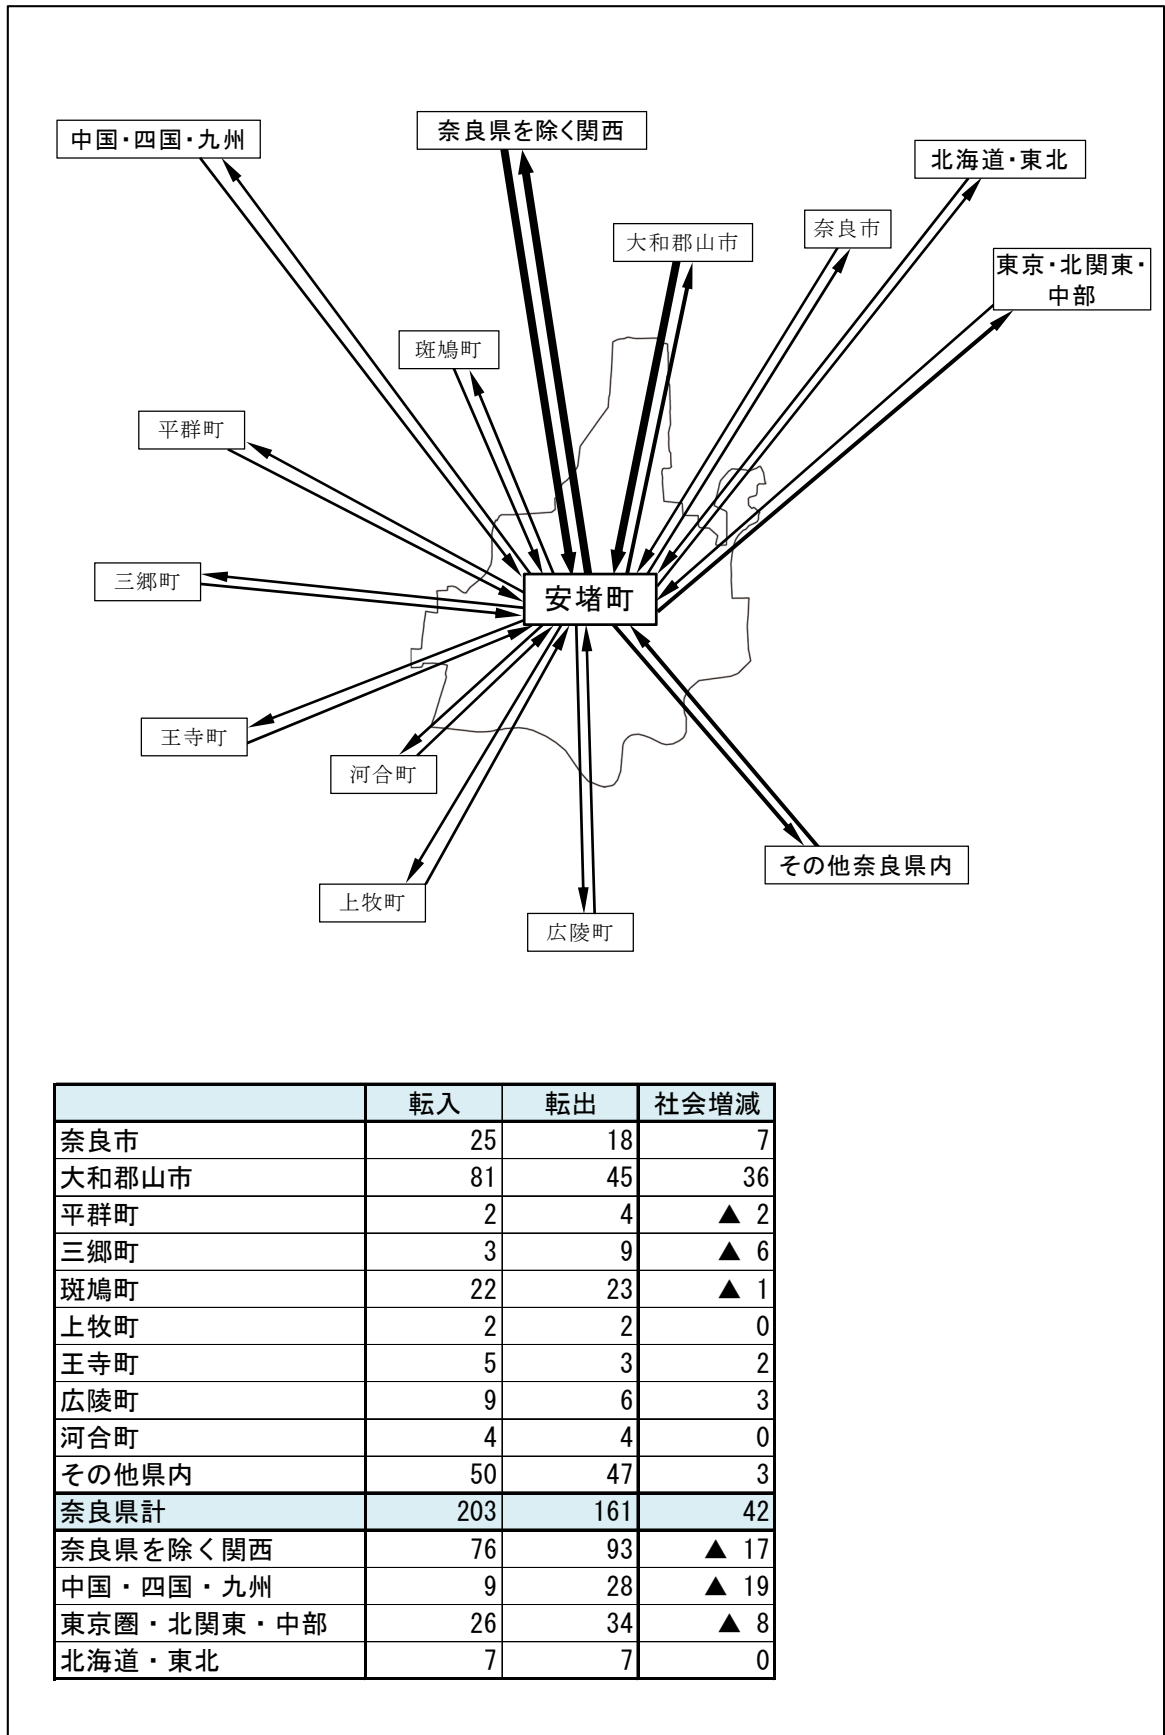 中国・四国・九州
奈良県を除く関西
北海道・東北
大和郡山市
奈良市
東京・北関東・
中部
斑鳩町
平群町
三郷町
安堵町
王寺町
河合町
上牧町
広陵町
その他奈良県内
転入 転出 社会増減
奈良市 25 18 7
大和郡山市 81 45 36
平群町 2 4 ▲ 2
三郷町 3 9 ▲ 6
斑鳩町 22 23 ▲ 1
上牧町 2 2 0
王寺町 5 3 2
広陵町 9 6 3
河合町 4 4 0
その他県内 50 47 3
奈良県計 203 161 42
奈良県を除く関西 76 93 ▲ 17
中国・四国・九州 9 28 ▲ 19
東京圏・北関東・中部 26 34 ▲ 8
北海道・東北 7 7 0